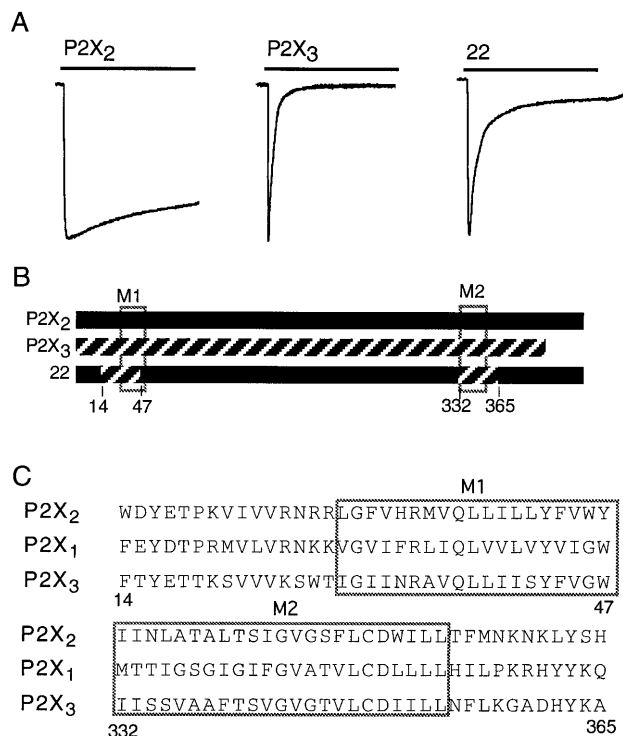 A
P2X2 P2X3 22
B
M1 M2
P2X2
P2X3
22
14 47 332 365
C
M1
P2X2 WDYETPKVIVVRNRRLGFVHRMVQLLILLYFVWY
P2X1 FEYDTPRMVLVRNKKVGVIFRLIQLVVLVYVIGW
P2X3 FTYETTKSVVVKSWTIGIINRAVQLLIISYFVGW
14 47
M2
P2X2 IINLATALTSIGVGSFLCDWILLTFMNKNKLYSH
P2X1 MTTIGSGIGIFGVATVLCDLLLLHILPKRHYYKQ
P2X3 IISSVAAFTSVGVGTVLCDIILLNFLKGADHYKA
332 365